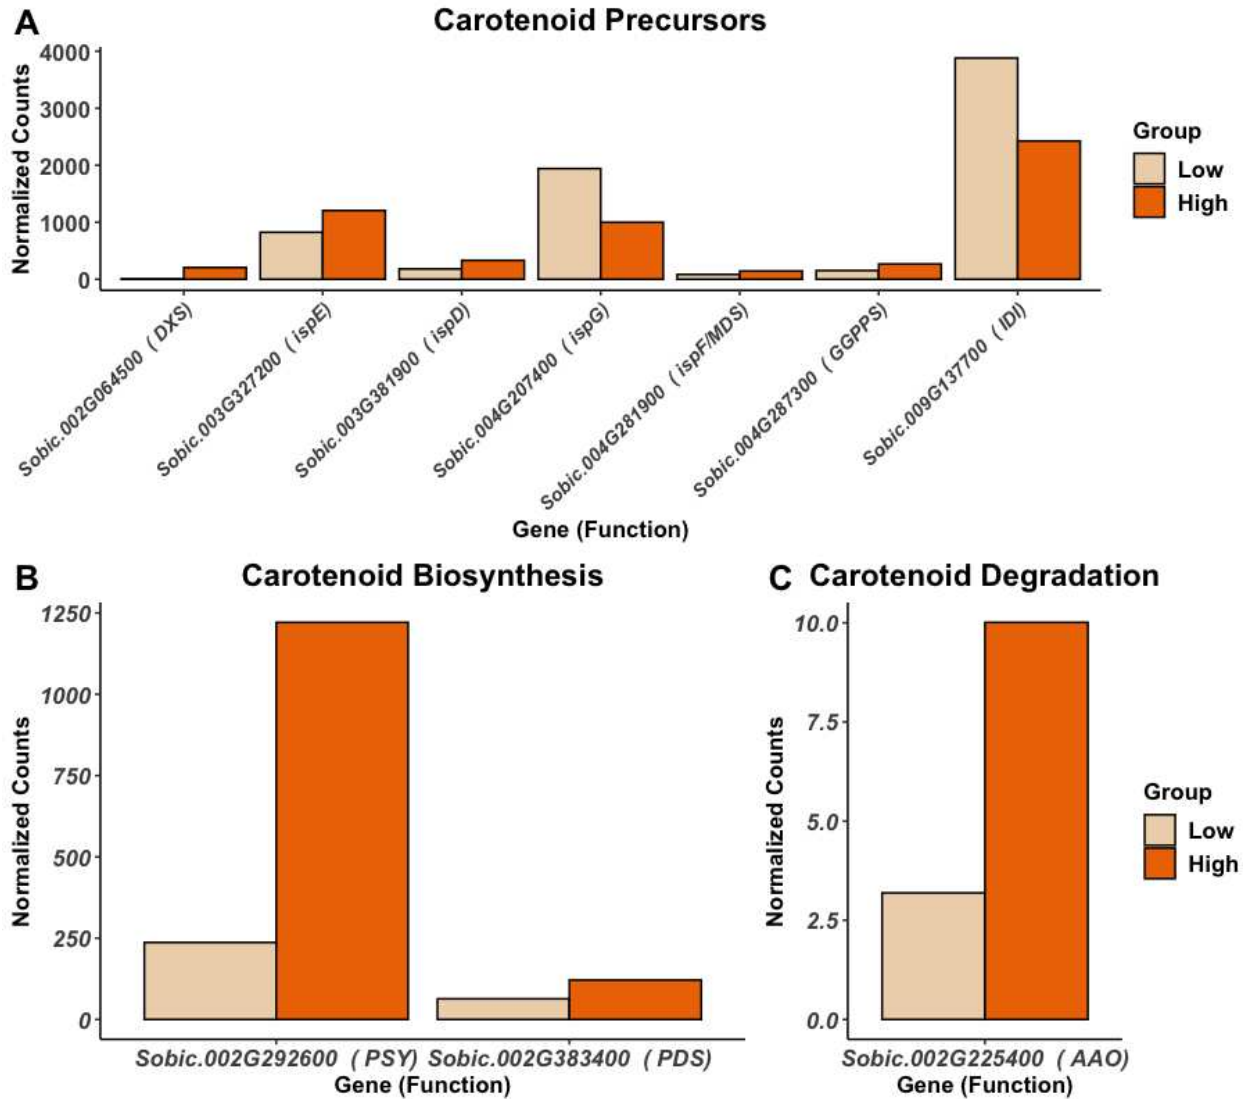 A
Carotenoid Precursors
Normalized Counts
4000
3000
2000
1000
0
Sobic.002G064500 ( DXS)
Sobic.003G327200 ( ispE)
Sobic.003G381900 ( ispD)
Sobic.004G207400 ( ispG)
Sobic.004G281900 ( ispF/MDS)
Sobic.004G287300 ( GGPPS)
Sobic.009G137700 ( IDI)
Gene (Function)
Group
Low
High
B
Carotenoid Biosynthesis
Normalized Counts
1250
1000
750
500
250
0
Sobic.002G292600 ( PSY)
Sobic.002G383400 ( PDS)
Gene (Function)
C
Carotenoid Degradation
Normalized Counts
10.0
7.5
5.0
2.5
0.0
Sobic.002G225400 ( AAO)
Gene (Function)
Group
Low
High